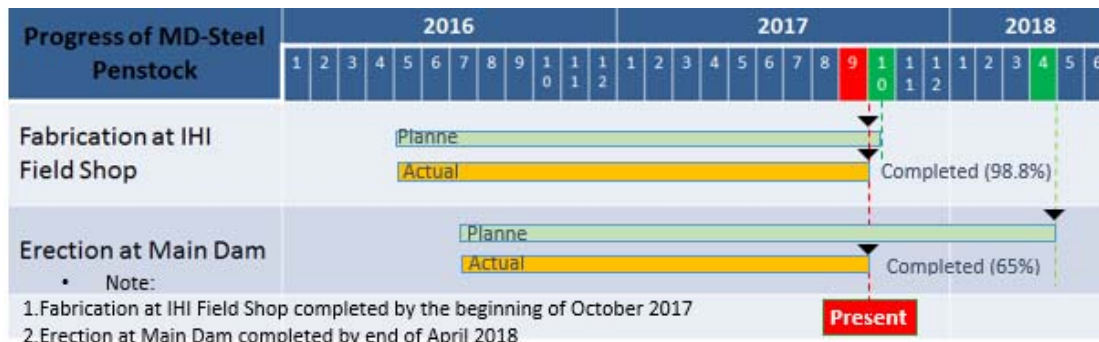 Progress of MD-Steel
Penstock
2016 2017 2018
1 2 3 4 5 6 7 8 9 10 11 12 1 2 3 4 5 6 7 8 9 10 11 12 1 2 3 4 5 6
Fabrication at IHI
Field Shop
Planne
Actual
Completed (98.8%)
Erection at Main Dam
Planne
Actual
Completed (65%)
• Note:
1.Fabrication at IHI Field Shop completed by the beginning of October 2017
2.Erection at Main Dam completed by end of April 2018
Present